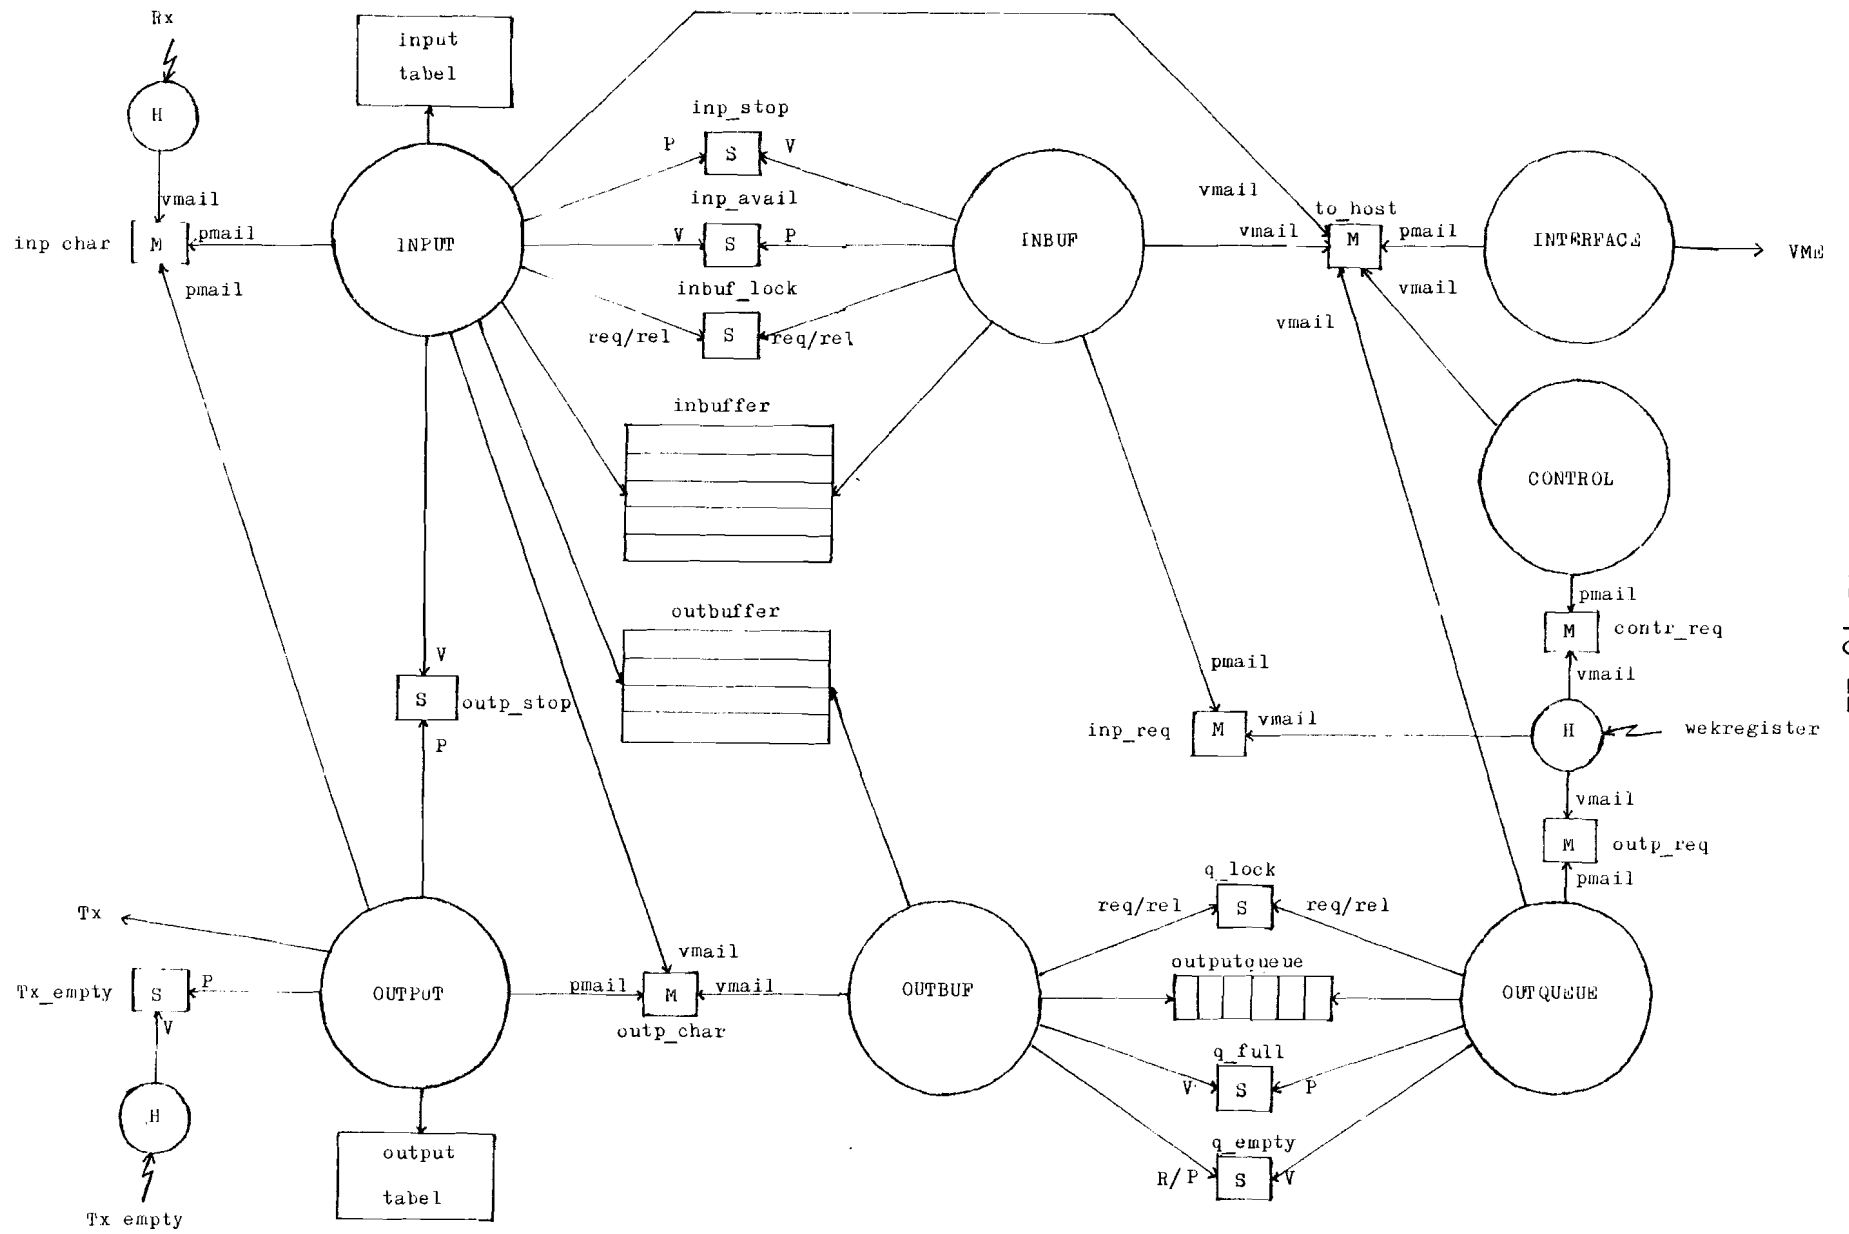 Rx
input
tabel
H
inp_stop
P
S
V
vmail
inp_avail
vmail
to_host
inp char
M
pmail
INPUT
V
S
P
INBUF
vmail
M
pmail
INTERFACE
VME
pmail
inbuf_lock
vmail
req/rel
S
req/rel
vmail
inbuffer
CONTROL
pmail
outbuffer
M
contr_req
V
pmail
vmail
S
outp_stop
inp_req
M
vmail
H
wekregister
P
vmail
M
outp_req
q_lock
pmail
Tx
req/rel
S
req/rel
vmail
outputqueue
Tx_empty
S
P
OUTPUT
pmail
M
vmail
OUTBUF
OUTQUEUE
V
outp_char
q_full
V
S
P
H
output
q_empty
R/P
S
V
tabel
Tx empty